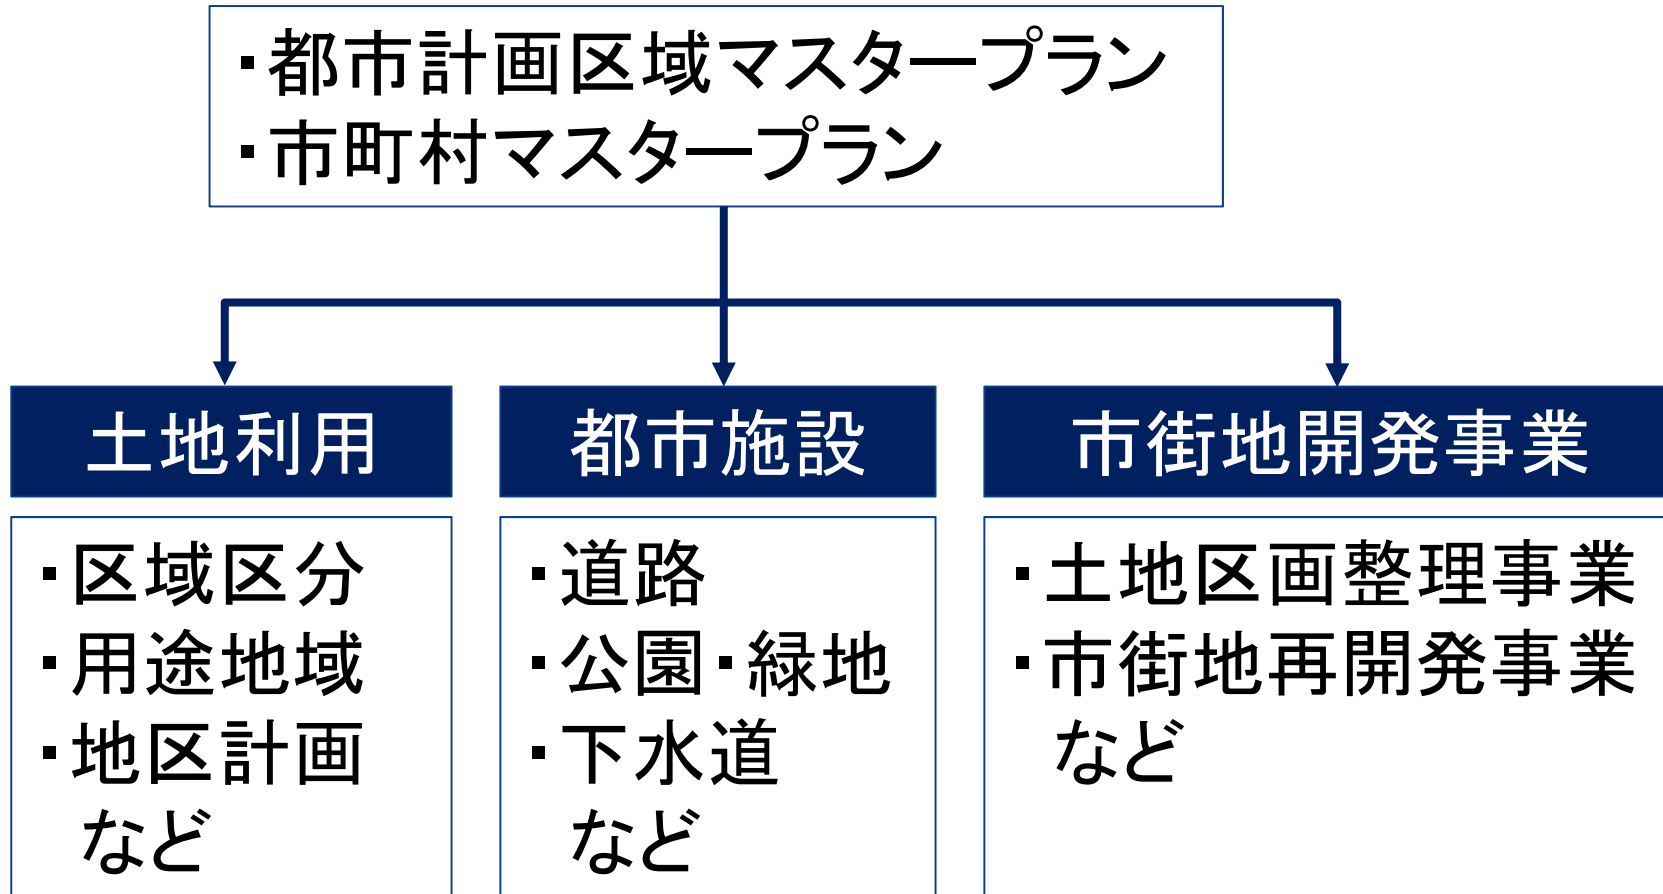 ・都市計画区域マスタープラン
・市町村マスタープラン
土地利用
・区域区分
・用途地域
・地区計画
など
都市施設
・道路
・公園・緑地
・下水道
など
市街地開発事業
・土地区画整理事業
・市街地再開発事業
など